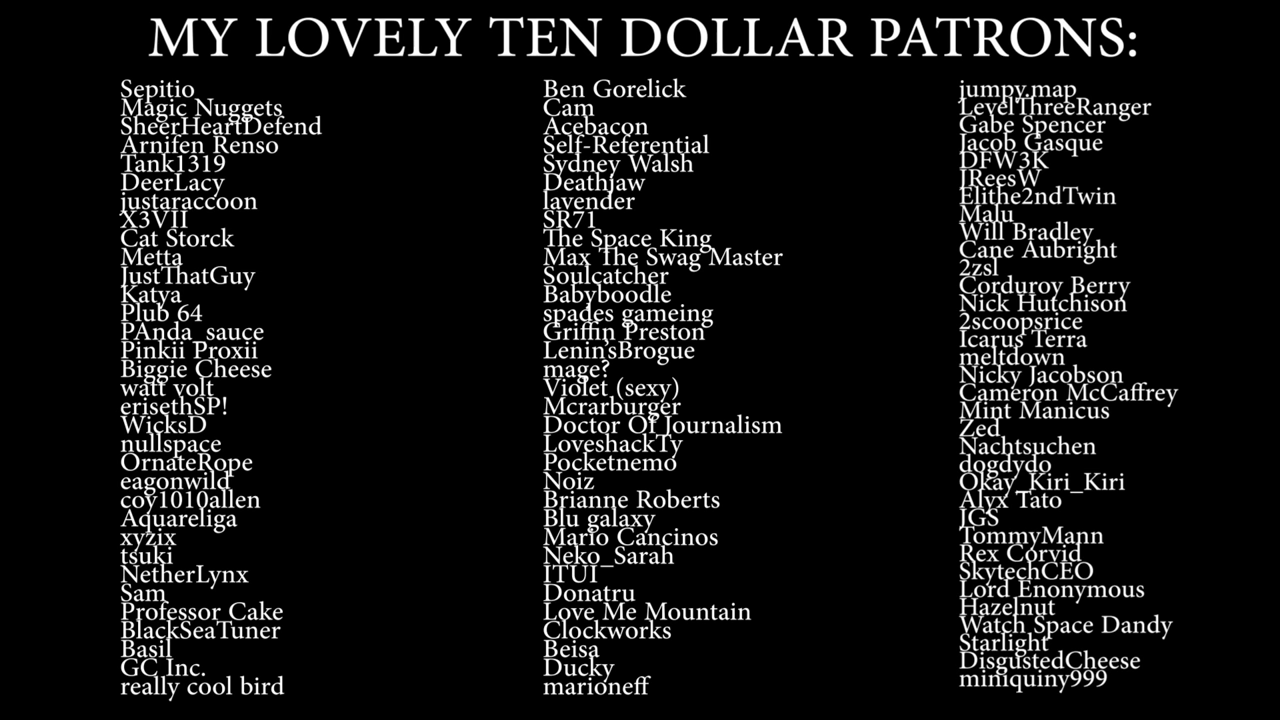 MY LOVELY TEN DOLLAR PATRONS:
Sepitio
Magic Nuggets
SheerHeartDefend
Arnifen Renso
Tank1319
DeerLacy
justaraccoon
X3VII
Cat Storck
Metta
JustThatGuy
Katya
Plub 64
PAnda_sauce
Pinkii Proxii
Biggie Cheese
watt volt
erisethSP!
WicksD
nullspace
OrnateRope
eagonwild
coy1010allen
Aquareliga
xyzix
tsuki
NetherLynx
Sam
Professor Cake
BlackSeaTuner
Basil
GC Inc.
really cool bird
Ben Gorelick
Cam
Acebacon
Self-Referential
Sydney Walsh
Deathjaw
lavender
SR71
The Space King
Max The Swag Master
Soulcatcher
Babyboodle
spades gameing
Griffin Preston
Lenin'sBrogue
mage?
Violet (sexy)
Mcrarburger
Doctor Of Journalism
LoveshackTy
Pocketnemo
Noiz
Brianne Roberts
Blu galaxy
Mario Cancinos
Neko_Sarah
ITUI
Donatru
Love Me Mountain
Clockworks
Beisa
Ducky
marioneff
jumpy.map
LevelThreeRanger
Gabe Spencer
Jacob Gasque
DFW3K
JReesW
Elithe2ndTwin
Malu
Will Bradley
Cane Aubright
2zsl
Corduroy Berry
Nick Hutchison
2scoopsrice
Icarus Terra
meltdown
Nicky Jacobson
Cameron McCaffrey
Mint Manicus
Zed
Nachtsuchen
dogdydo
Okay_Kiri_Kiri
Alyx Tato
JGS
TommyMann
Rex Corvid
SkytechCEO
Lord Enonymous
Hazelnut
Watch Space Dandy
Starlight
DisgustedCheese
miniquiny999